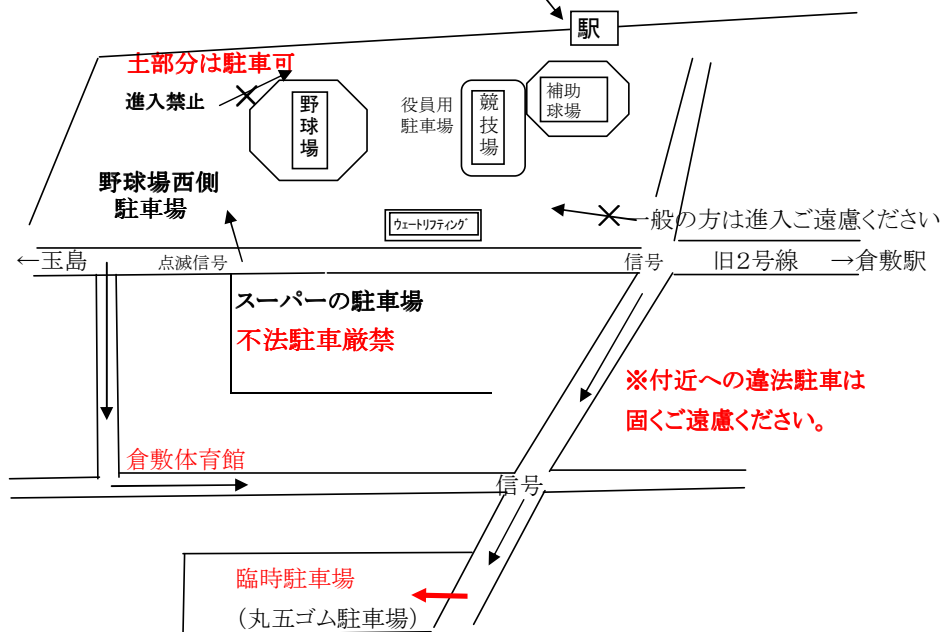 駅
土部分は駐車可
進入禁止
野球場
役員用
駐車場
競技場
補助
球場
野球場西側
駐車場
ウェートリフティング
一般の方は進入ご遠慮ください
←玉島
点滅信号
信号
旧2号線
→倉敷駅
スーパーの駐車場
不法駐車厳禁
※付近への違法駐車は
固くご遠慮ください。
倉敷体育館
信号
臨時駐車場
(丸五ゴム駐車場)